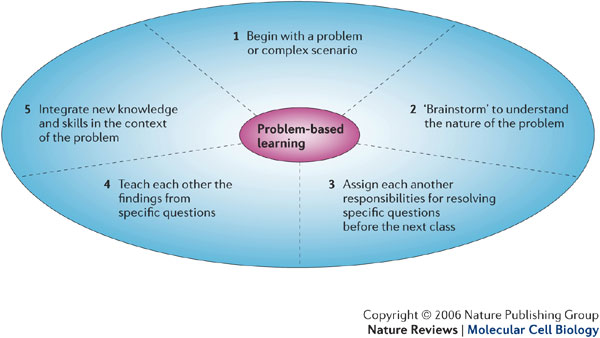 1 Begin with a problem
or complex scenario
2 ‘Brainstorm’ to understand
the nature of the problem
3 Assign each another
responsibilities for resolving
specific questions
before the next class
4 Teach each other the
findings from
specific questions
5 Integrate new knowledge
and skills in the context
of the problem
Problem-based
learning
Copyright © 2006 Nature Publishing Group
Nature Reviews | Molecular Cell Biology